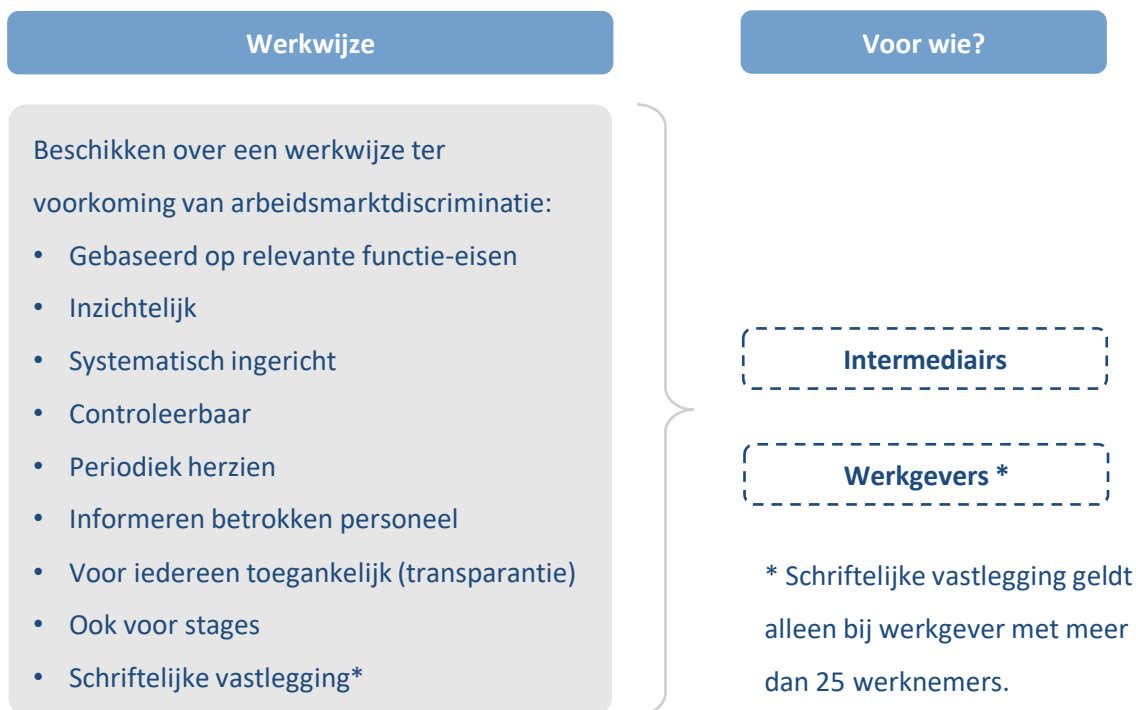 Werkwijze
Voor wie?
Beschikken over een werkwijze ter
voorkoming van arbeidsmarktdiscriminatie:
• Gebaseerd op relevante functie-eisen
• Inzichtelijk
• Systematisch ingericht
• Controleerbaar
• Periodiek herzien
• Informeren betrokken personeel
• Voor iedereen toegankelijk (transparantie)
• Ook voor stages
• Schriftelijke vastlegging*
Intermediairs
Werkgevers *
* Schriftelijke vastlegging geldt
alleen bij werkgever met meer
dan 25 werknemers.